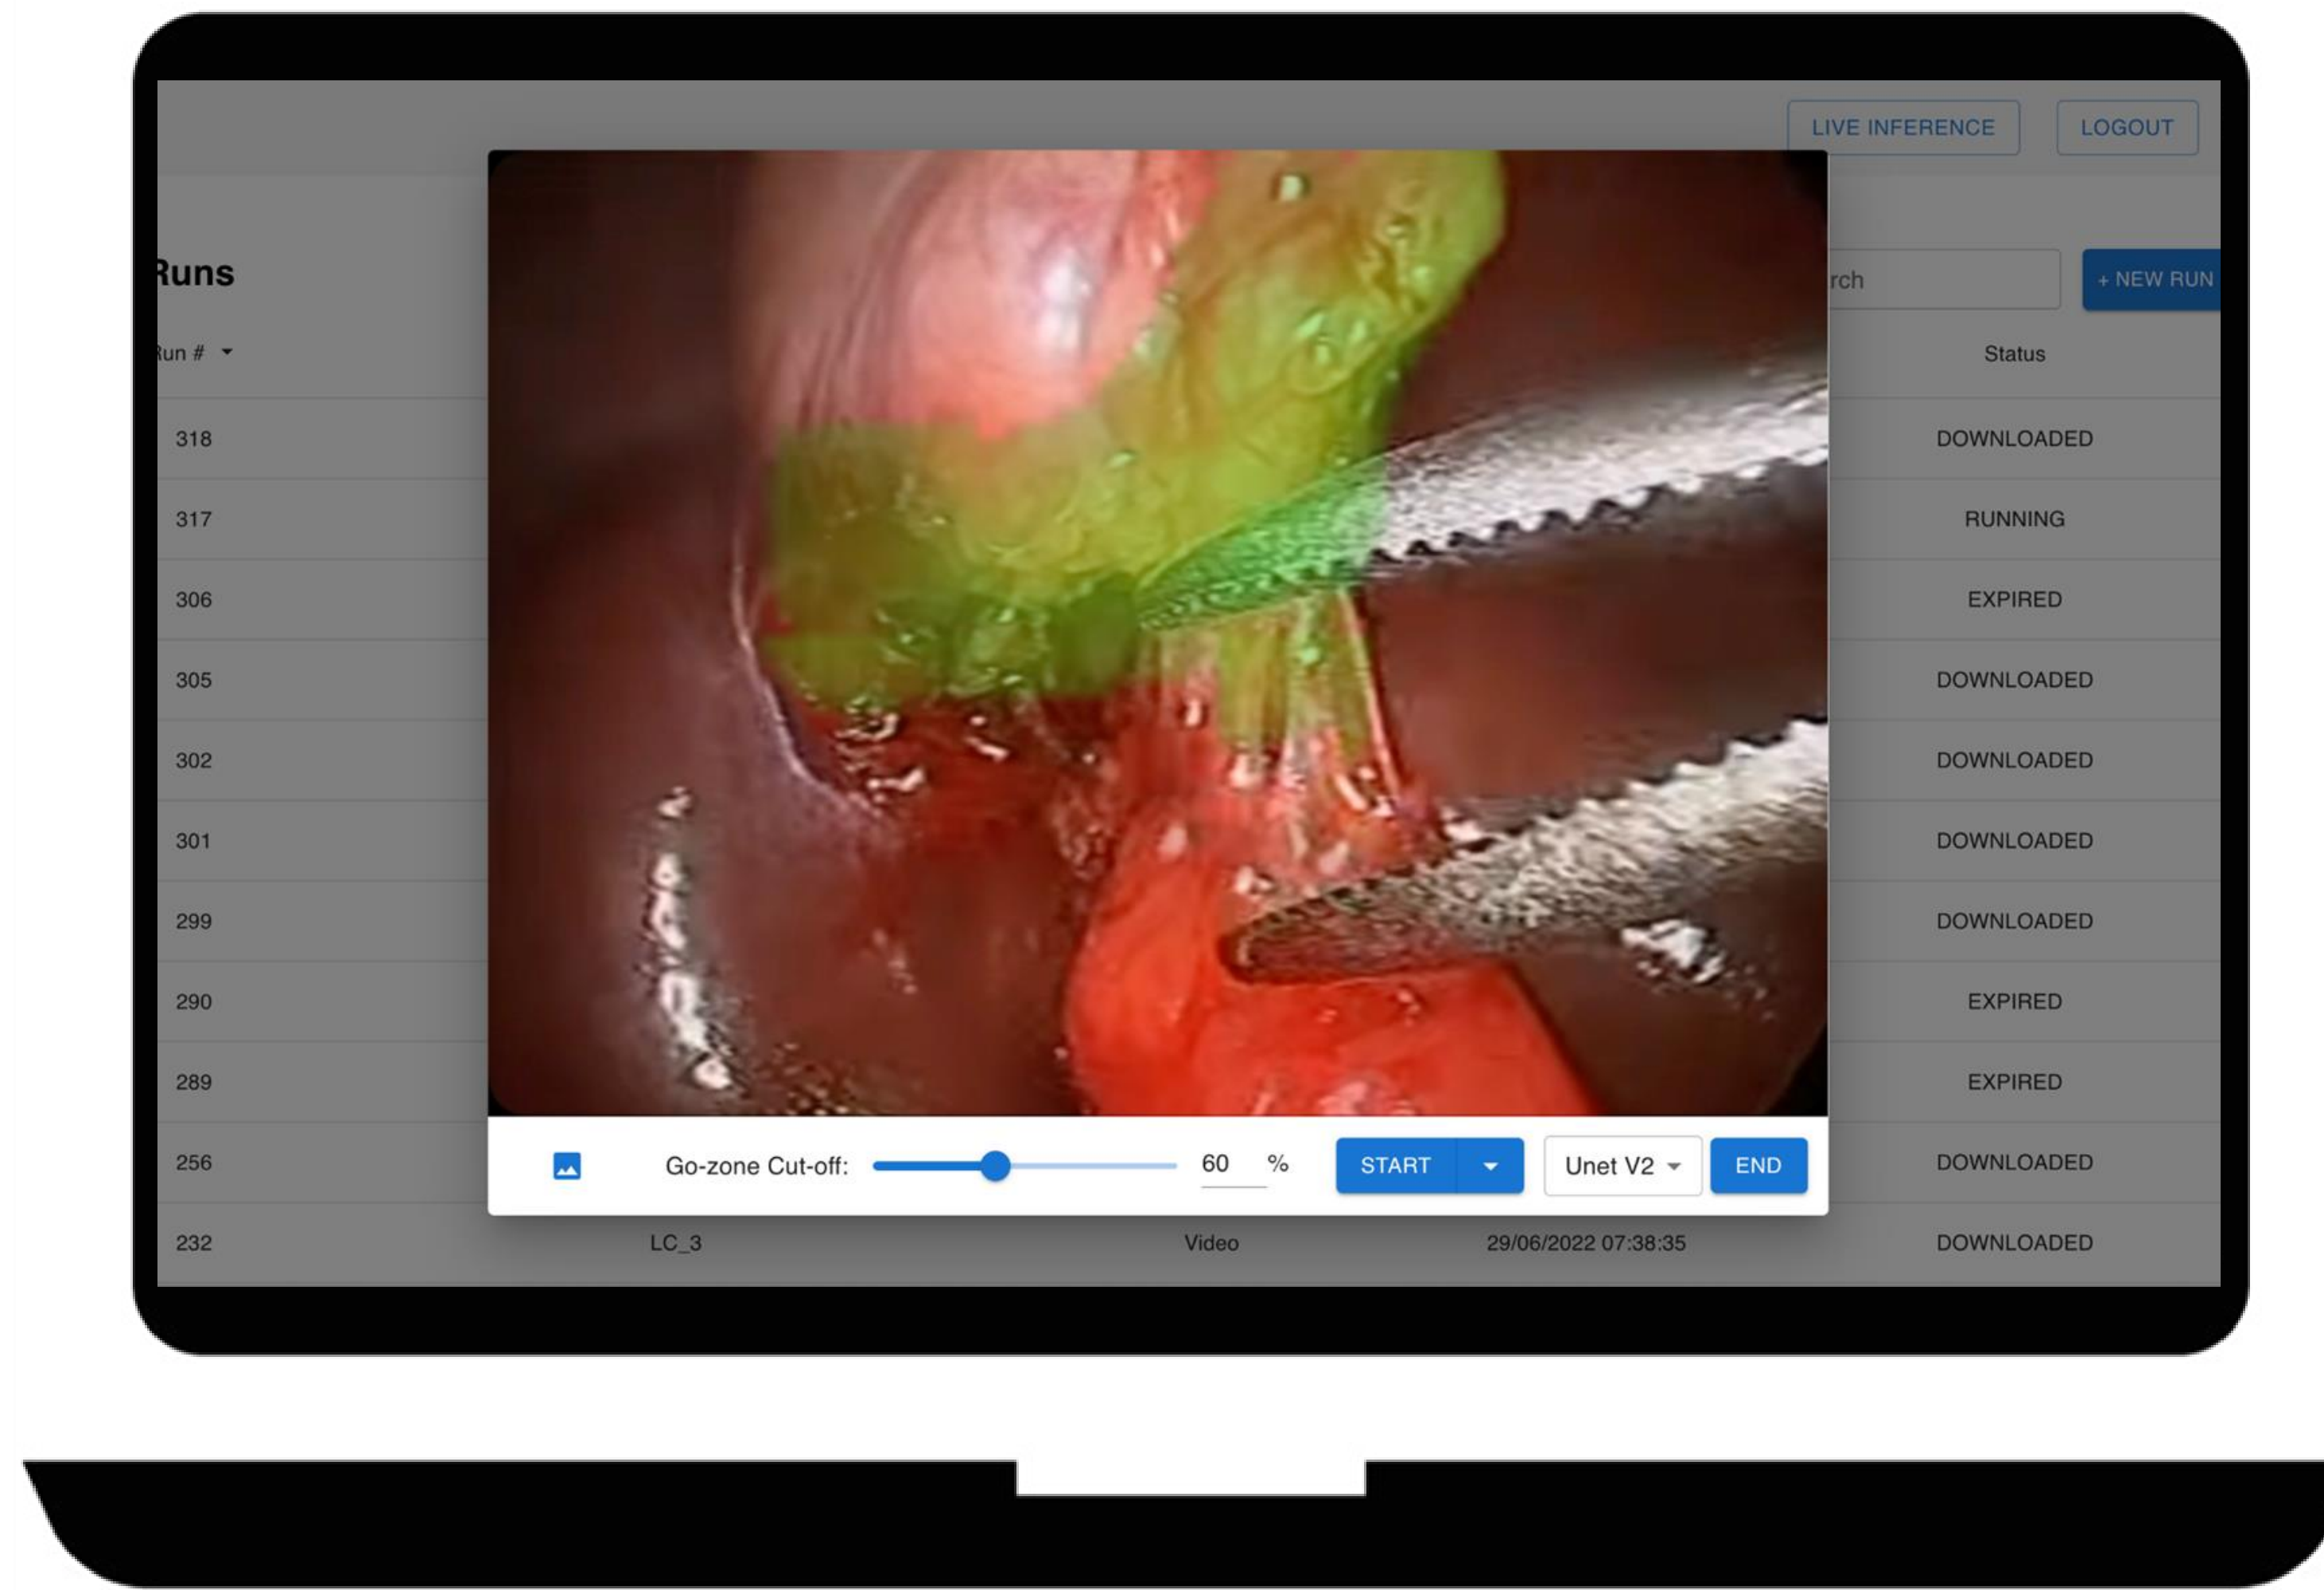 LIVE INFERENCE LOGOUT
Runs
rch + NEW RUN
Run # Status
318 DOWNLOADED
317 RUNNING
306 EXPIRED
305 DOWNLOADED
302 DOWNLOADED
301 DOWNLOADED
299 DOWNLOADED
290 EXPIRED
289 EXPIRED
256 DOWNLOADED
Go-zone Cut-off: 60 % START Unet V2 END
232 LC_3 Video 29/06/2022 07:38:35 DOWNLOADED